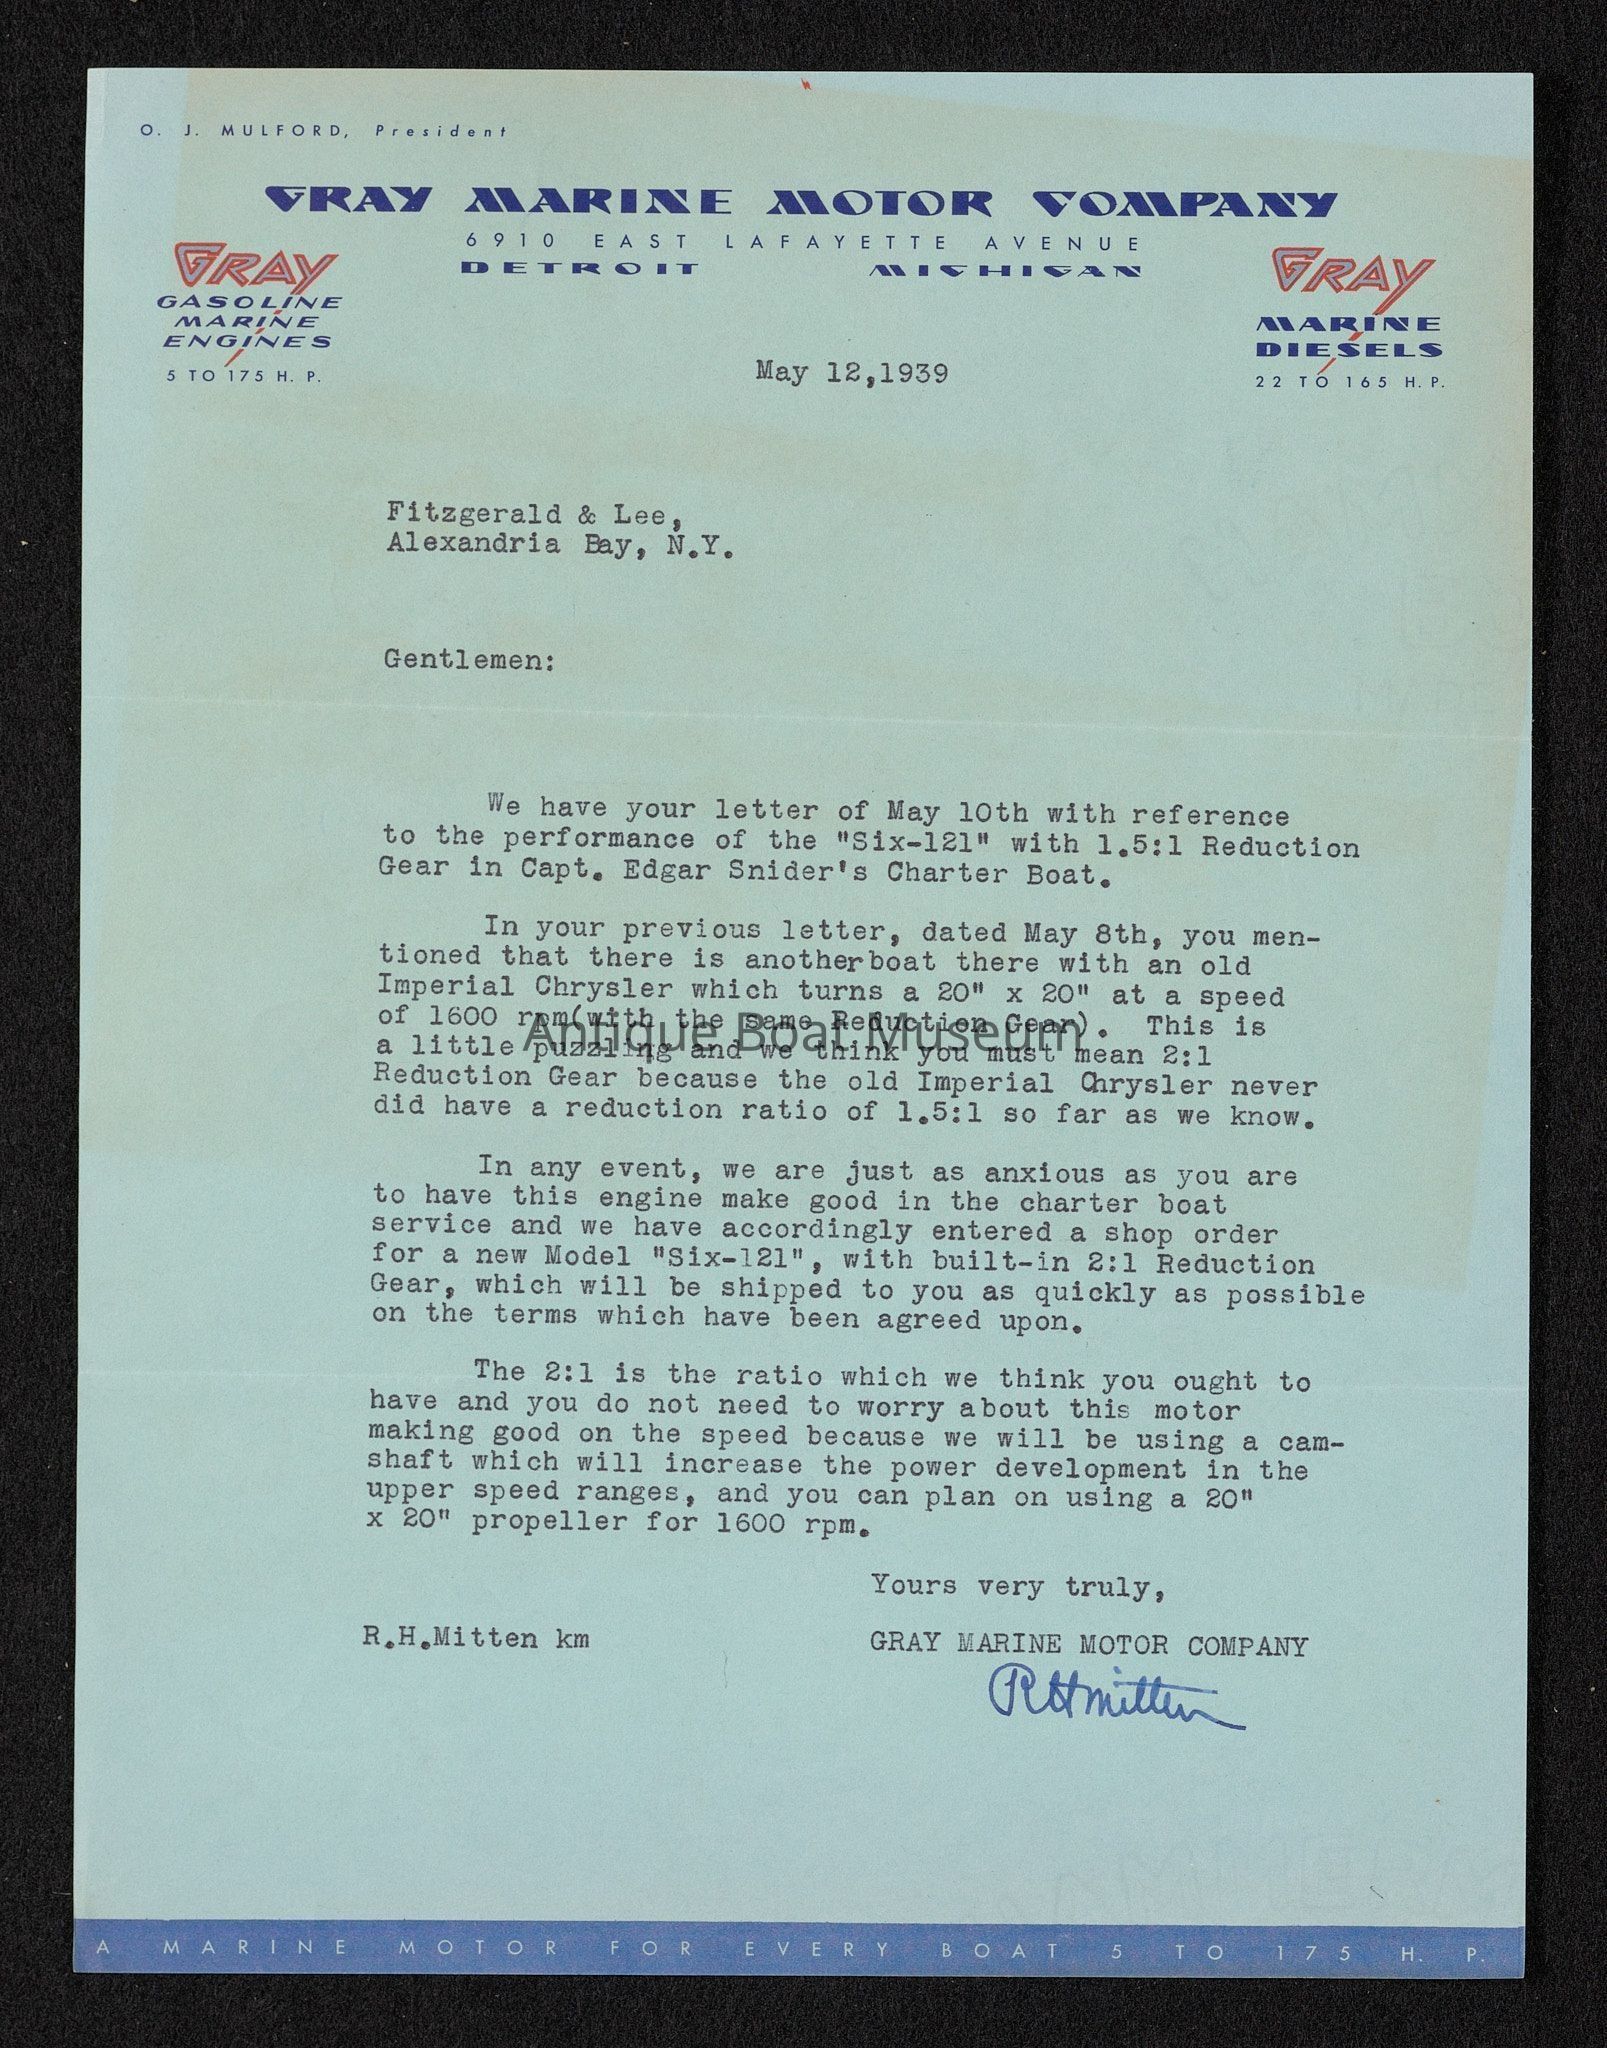 O. J. MULFORD, President
GRAY MARINE MOTOR COMPANY
6910 EAST LAFAYETTE AVENUE
DETROIT MICHIGAN
GRAY
GASOLINE
MARINE
ENGINES
5 TO 175 H. P.
GRAY
MARINE
DIESELS
22 TO 165 H. P.
May 12,1939
Fitzgerald & Lee,
Alexandria Bay, N.Y.
Gentlemen:
We have your letter of May 10th with reference
to the performance of the "Six-121" with 1.5:1 Reduction
Gear in Capt. Edgar Snider's Charter Boat.
In your previous letter, dated May 8th, you men-
tioned that there is anotherboat there with an old
Imperial Chrysler which turns a 20" x 20" at a speed
of 1600 rpm(with the same Reduction Gear). This is
a little puzzling and we think you must mean 2:1
Reduction Gear because the old Imperial Chrysler never
did have a reduction ratio of 1.5:1 so far as we know.
Antique Boat Museum
In any event, we are just as anxious as you are
to have this engine make good in the charter boat
service and we have accordingly entered a shop order
for a new Model "Six-121", with built-in 2:1 Reduction
Gear, which will be shipped to you as quickly as possible
on the terms which have been agreed upon.
The 2:1 is the ratio which we think you ought to
have and you do not need to worry about this motor
making good on the speed because we will be using a cam-
shaft which will increase the power development in the
upper speed ranges, and you can plan on using a 20"
x 20" propeller for 1600 rpm.
Yours very truly,
R.H.Mitten km
GRAY MARINE MOTOR COMPANY
RHMitten
A MARINE MOTOR FOR EVERY BOAT 5 TO 175 H. P.